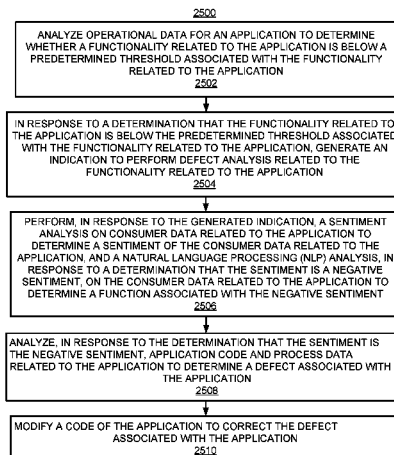 2500
ANALYZE OPERATIONAL DATA FOR AN APPLICATION TO DETERMINE
WHETHER A FUNCTIONALITY RELATED TO THE APPLICATION IS BELOW A
PREDETERMINED THRESHOLD ASSOCIATED WITH THE FUNCTIONALITY
RELATED TO THE APPLICATION
2502
IN RESPONSE TO A DETERMINATION THAT THE FUNCTIONALITY RELATED TO
THE APPLICATION IS BELOW THE PREDETERMINED THRESHOLD ASSOCIATED
WITH THE FUNCTIONALITY RELATED TO THE APPLICATION, GENERATE AN
INDICATION TO PERFORM DEFECT ANALYSIS RELATED TO THE
FUNCTIONALITY RELATED TO THE APPLICATION
2504
PERFORM, IN RESPONSE TO THE GENERATED INDICATION, A SENTIMENT
ANALYSIS ON CONSUMER DATA RELATED TO THE APPLICATION TO
DETERMINE A SENTIMENT OF THE CONSUMER DATA RELATED TO THE
APPLICATION, AND A NATURAL LANGUAGE PROCESSING (NLP) ANALYSIS, IN
RESPONSE TO A DETERMINATION THAT THE SENTIMENT IS A NEGATIVE
SENTIMENT, ON THE CONSUMER DATA RELATED TO THE APPLICATION TO
DETERMINE A FUNCTION ASSOCIATED WITH THE NEGATIVE SENTIMENT
2506
ANALYZE, IN RESPONSE TO THE DETERMINATION THAT THE SENTIMENT IS
THE NEGATIVE SENTIMENT, APPLICATION CODE AND PROCESS DATA
RELATED TO THE APPLICATION TO DETERMINE A DEFECT ASSOCIATED WITH
THE APPLICATION
2508
MODIFY A CODE OF THE APPLICATION TO CORRECT THE DEFECT
ASSOCIATED WITH THE APPLICATION
2510